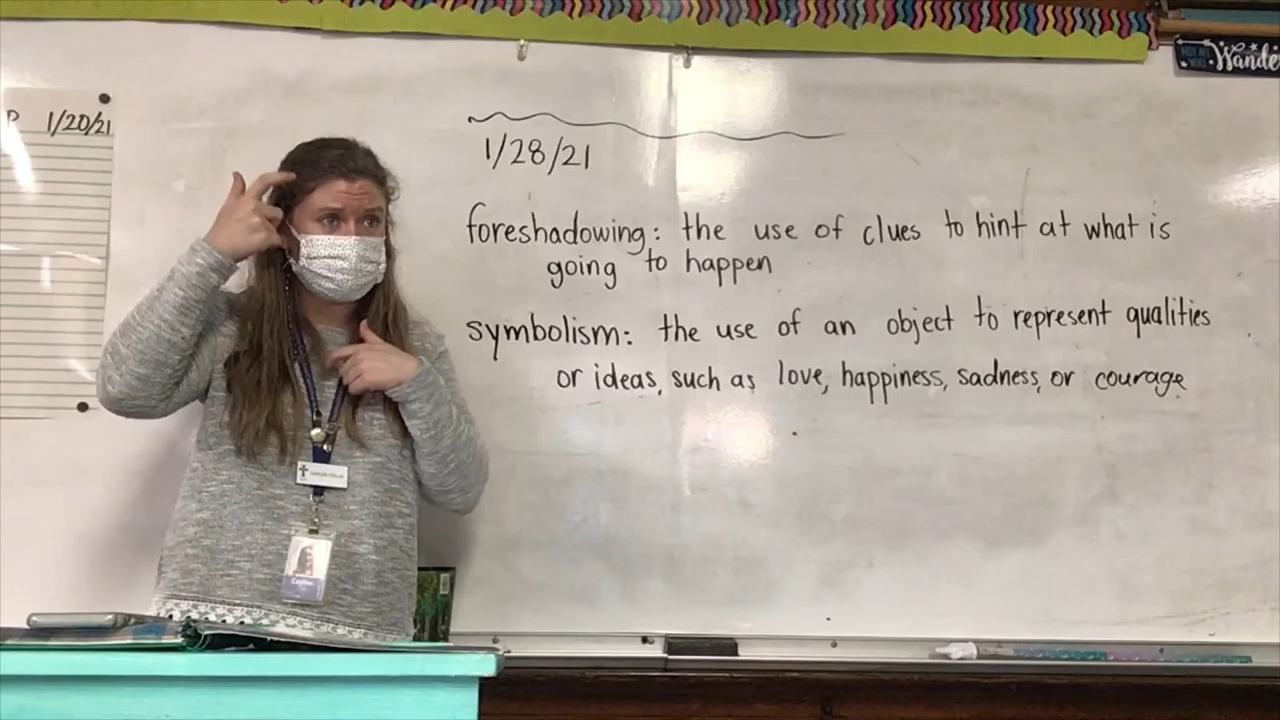 1/20/21
1/28/21
foreshadowing: the use of clues to hint at what is
going to happen
symbolism: the use of an object to represent qualities
or ideas, such as love, happiness, sadness, or courage
Wande